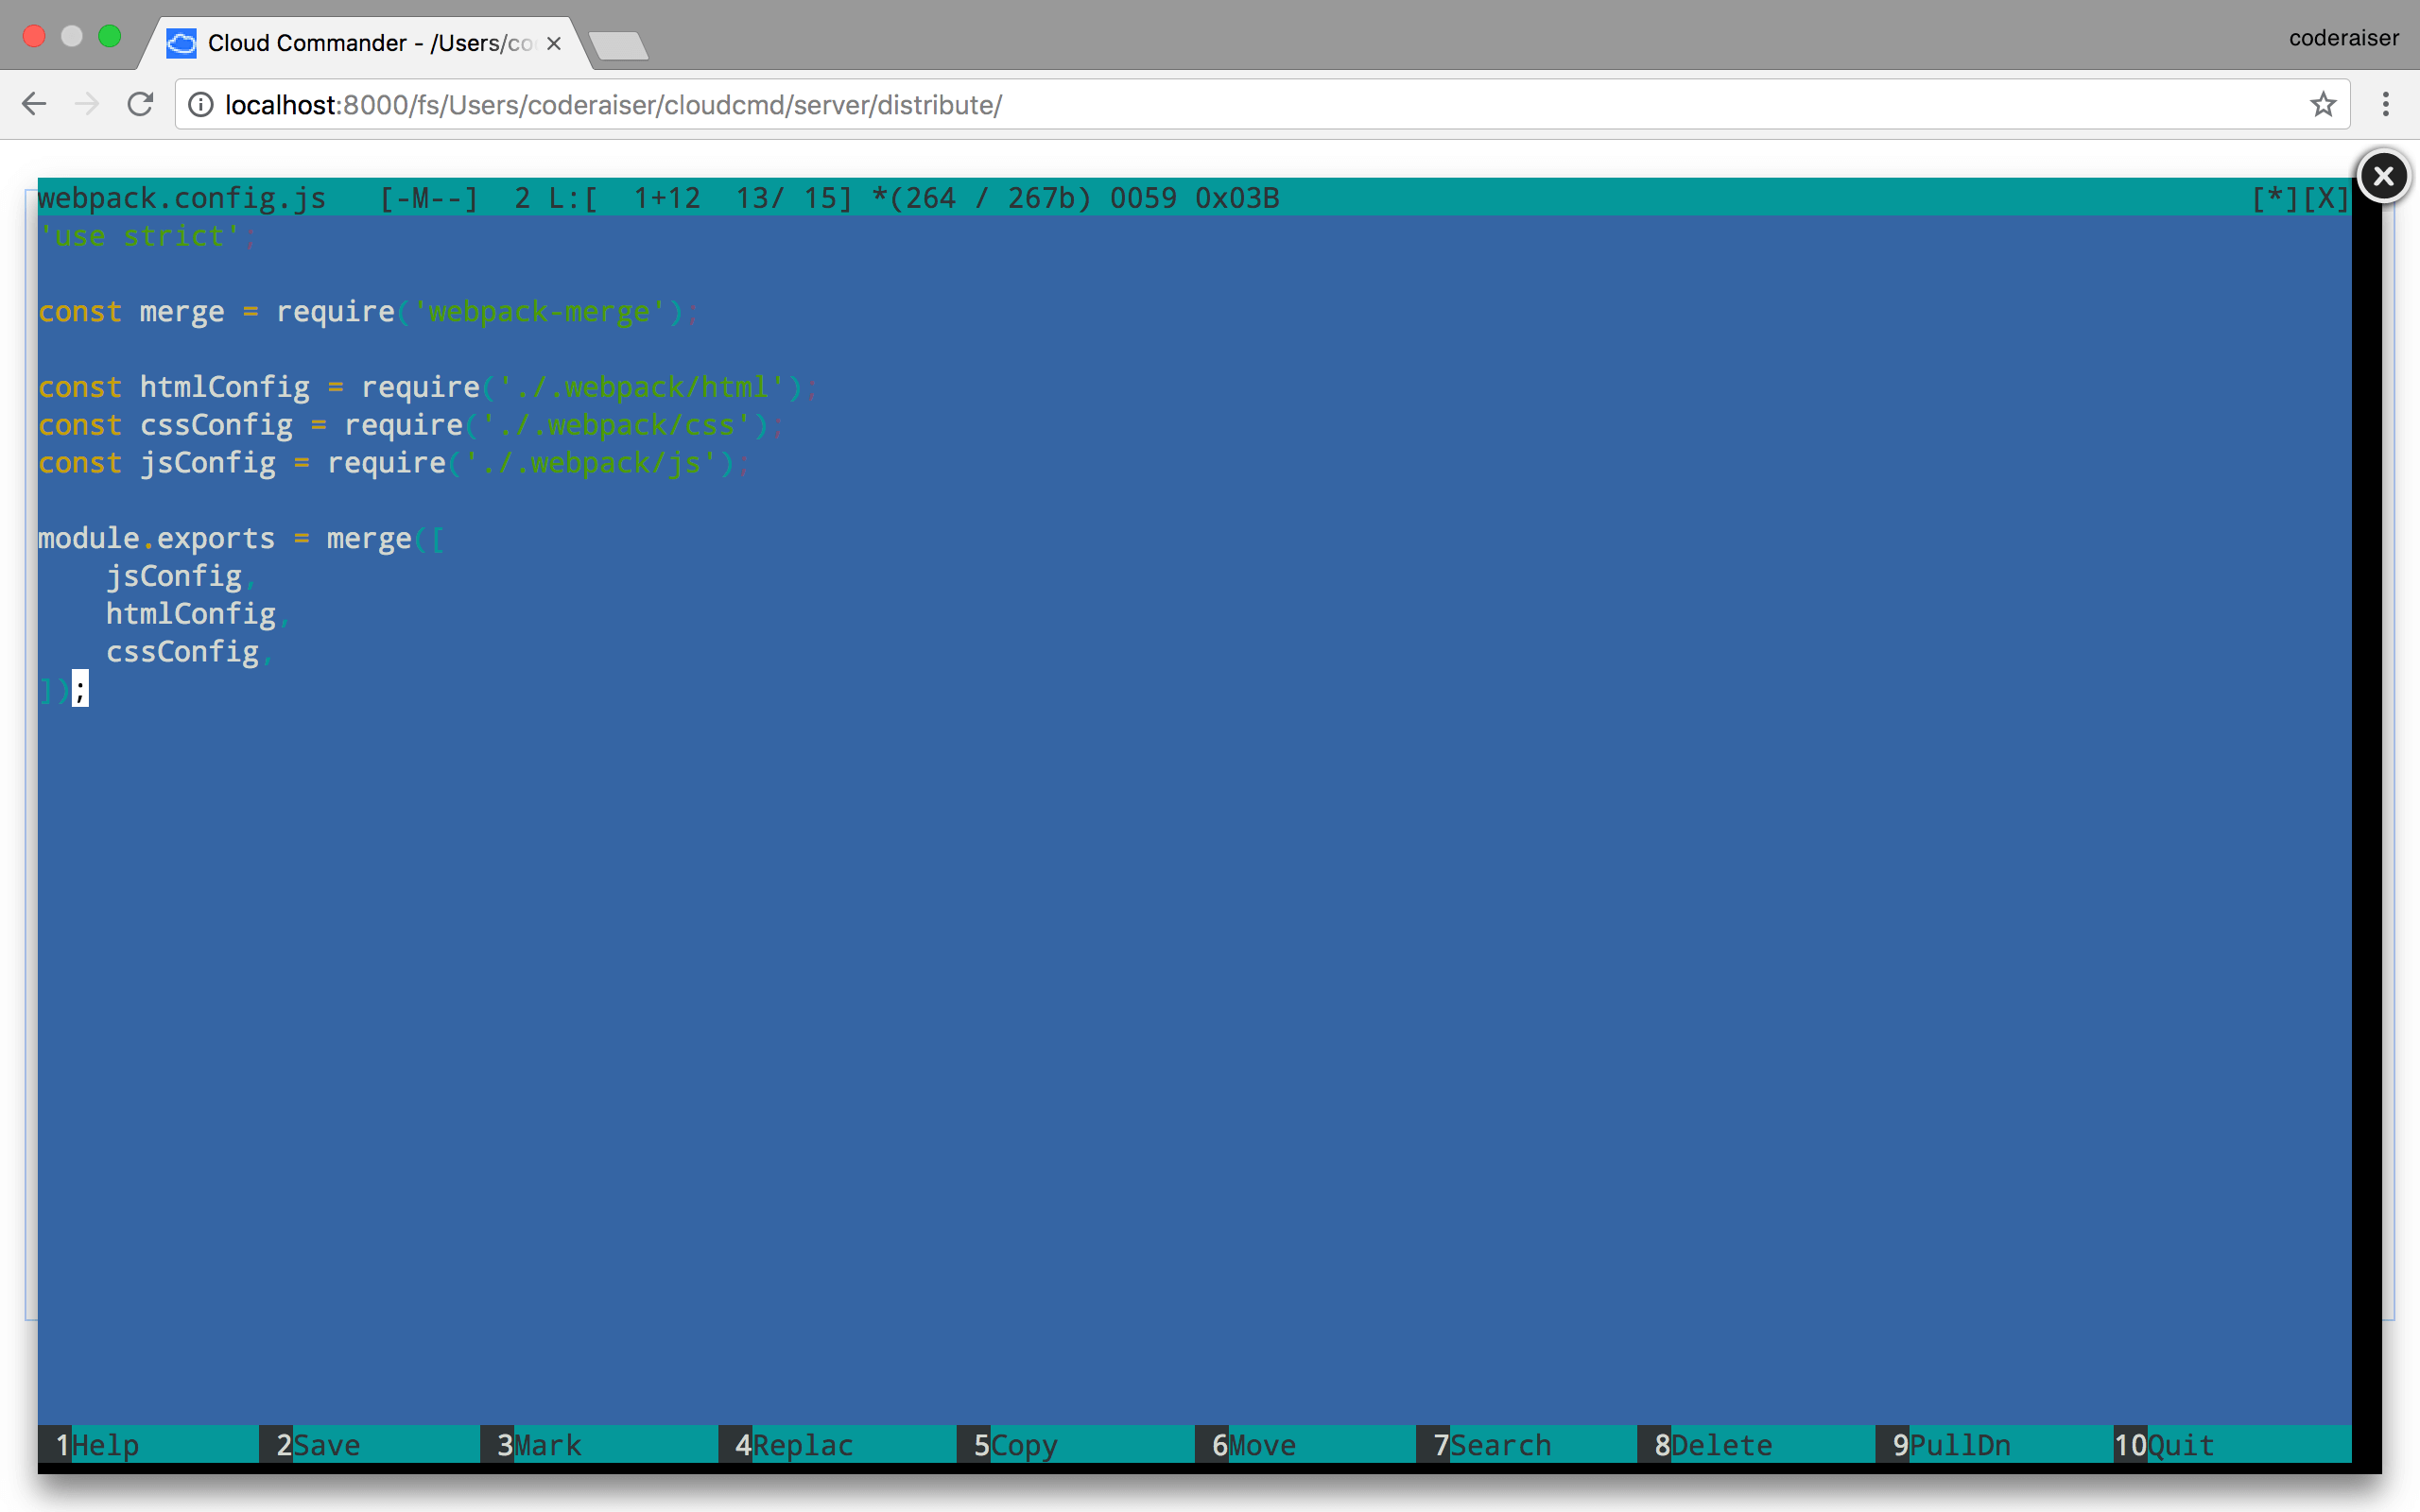 Cloud Commander - /Users/co
coderaiser
localhost:8000/fs/Users/coderaiser/cloudcmd/server/distribute/
webpack.config.js   [-M--]  2 L:[  1+12  13/ 15] *(264 / 267b) 0059 0x03B [*][X]
'use strict';
const merge = require('webpack-merge');
const htmlConfig = require('./.webpack/html');
const cssConfig = require('./.webpack/css');
const jsConfig = require('./.webpack/js');
module.exports = merge([
    jsConfig,
    htmlConfig,
    cssConfig,
]);
1Help 2Save 3Mark 4Replac 5Copy 6Move 7Search 8Delete 9PullDn 10Quit